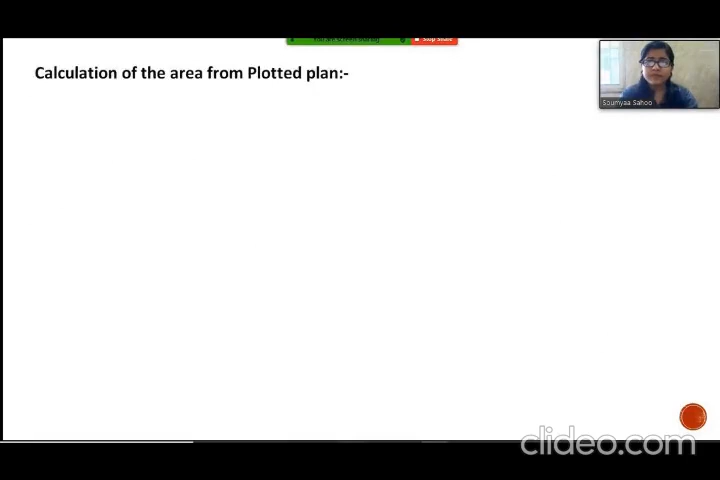 Stop Share
Calculation of the area from Plotted plan:-
Soumyaa Sahoo
clideo.com